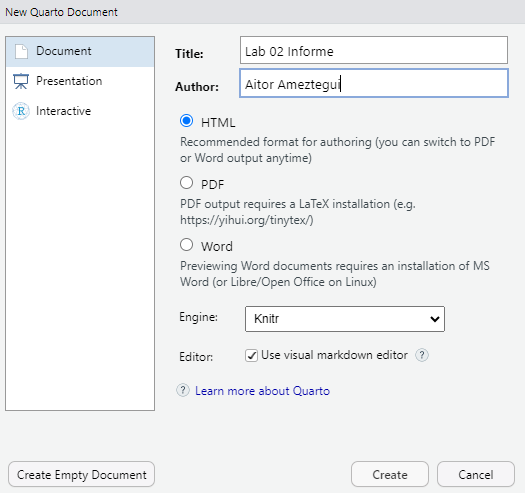 New Quarto Document
Document
Presentation
Interactive
Title:
Lab 02 Informe
Author:
Aitor Ameztegui
HTML
Recommended format for authoring (you can switch to PDF
or Word output anytime)
PDF
PDF output requires a LaTeX installation (e.g.
https://yihui.org/tinytex/)
Word
Previewing Word documents requires an installation of MS
Word (or Libre/Open Office on Linux)
Engine:
Knitr
Editor:
Use visual markdown editor ?
? Learn more about Quarto
Create Empty Document
Create
Cancel